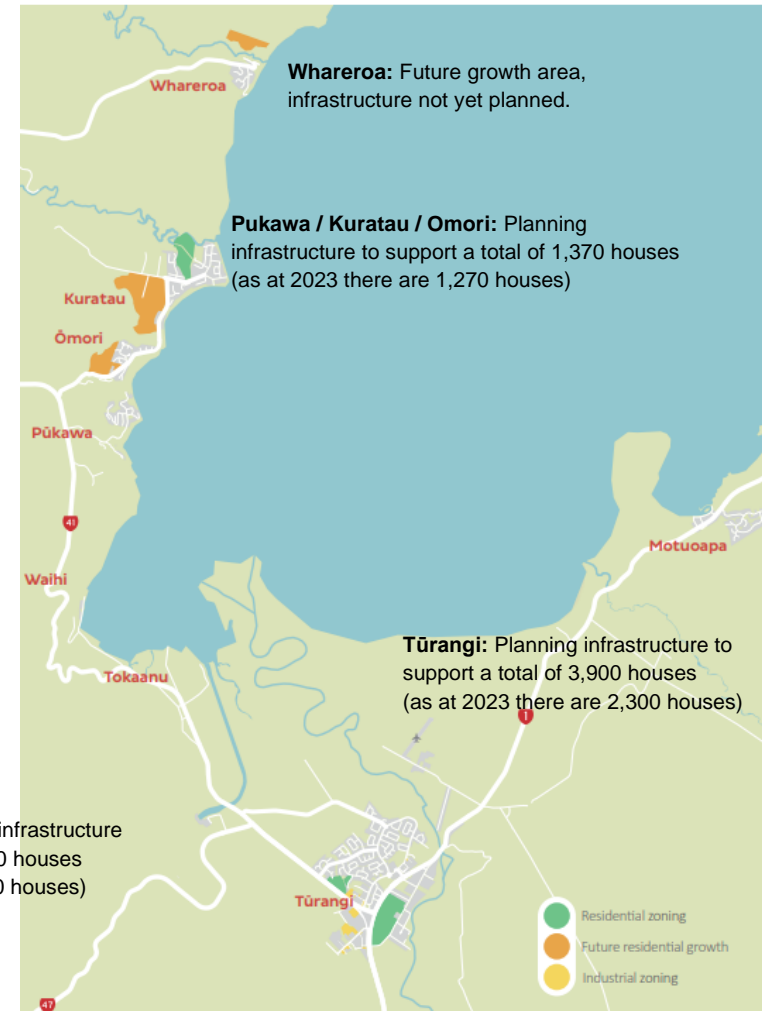 Whareroa: Future growth area,
infrastructure not yet planned.
Whareroa
Pukawa / Kuratau / Omori: Planning
infrastructure to support a total of 1,370 houses
(as at 2023 there are 1,270 houses)
Kuratau
Ōmori
Pūkawa
41
Motuoapa
Waihi
Tūrangi: Planning infrastructure to
support a total of 3,900 houses
(as at 2023 there are 2,300 houses)
Tokaanu
1
infrastructure
0 houses
0 houses)
Tūrangi
Residential zoning
Future residential growth
Industrial zoning
47